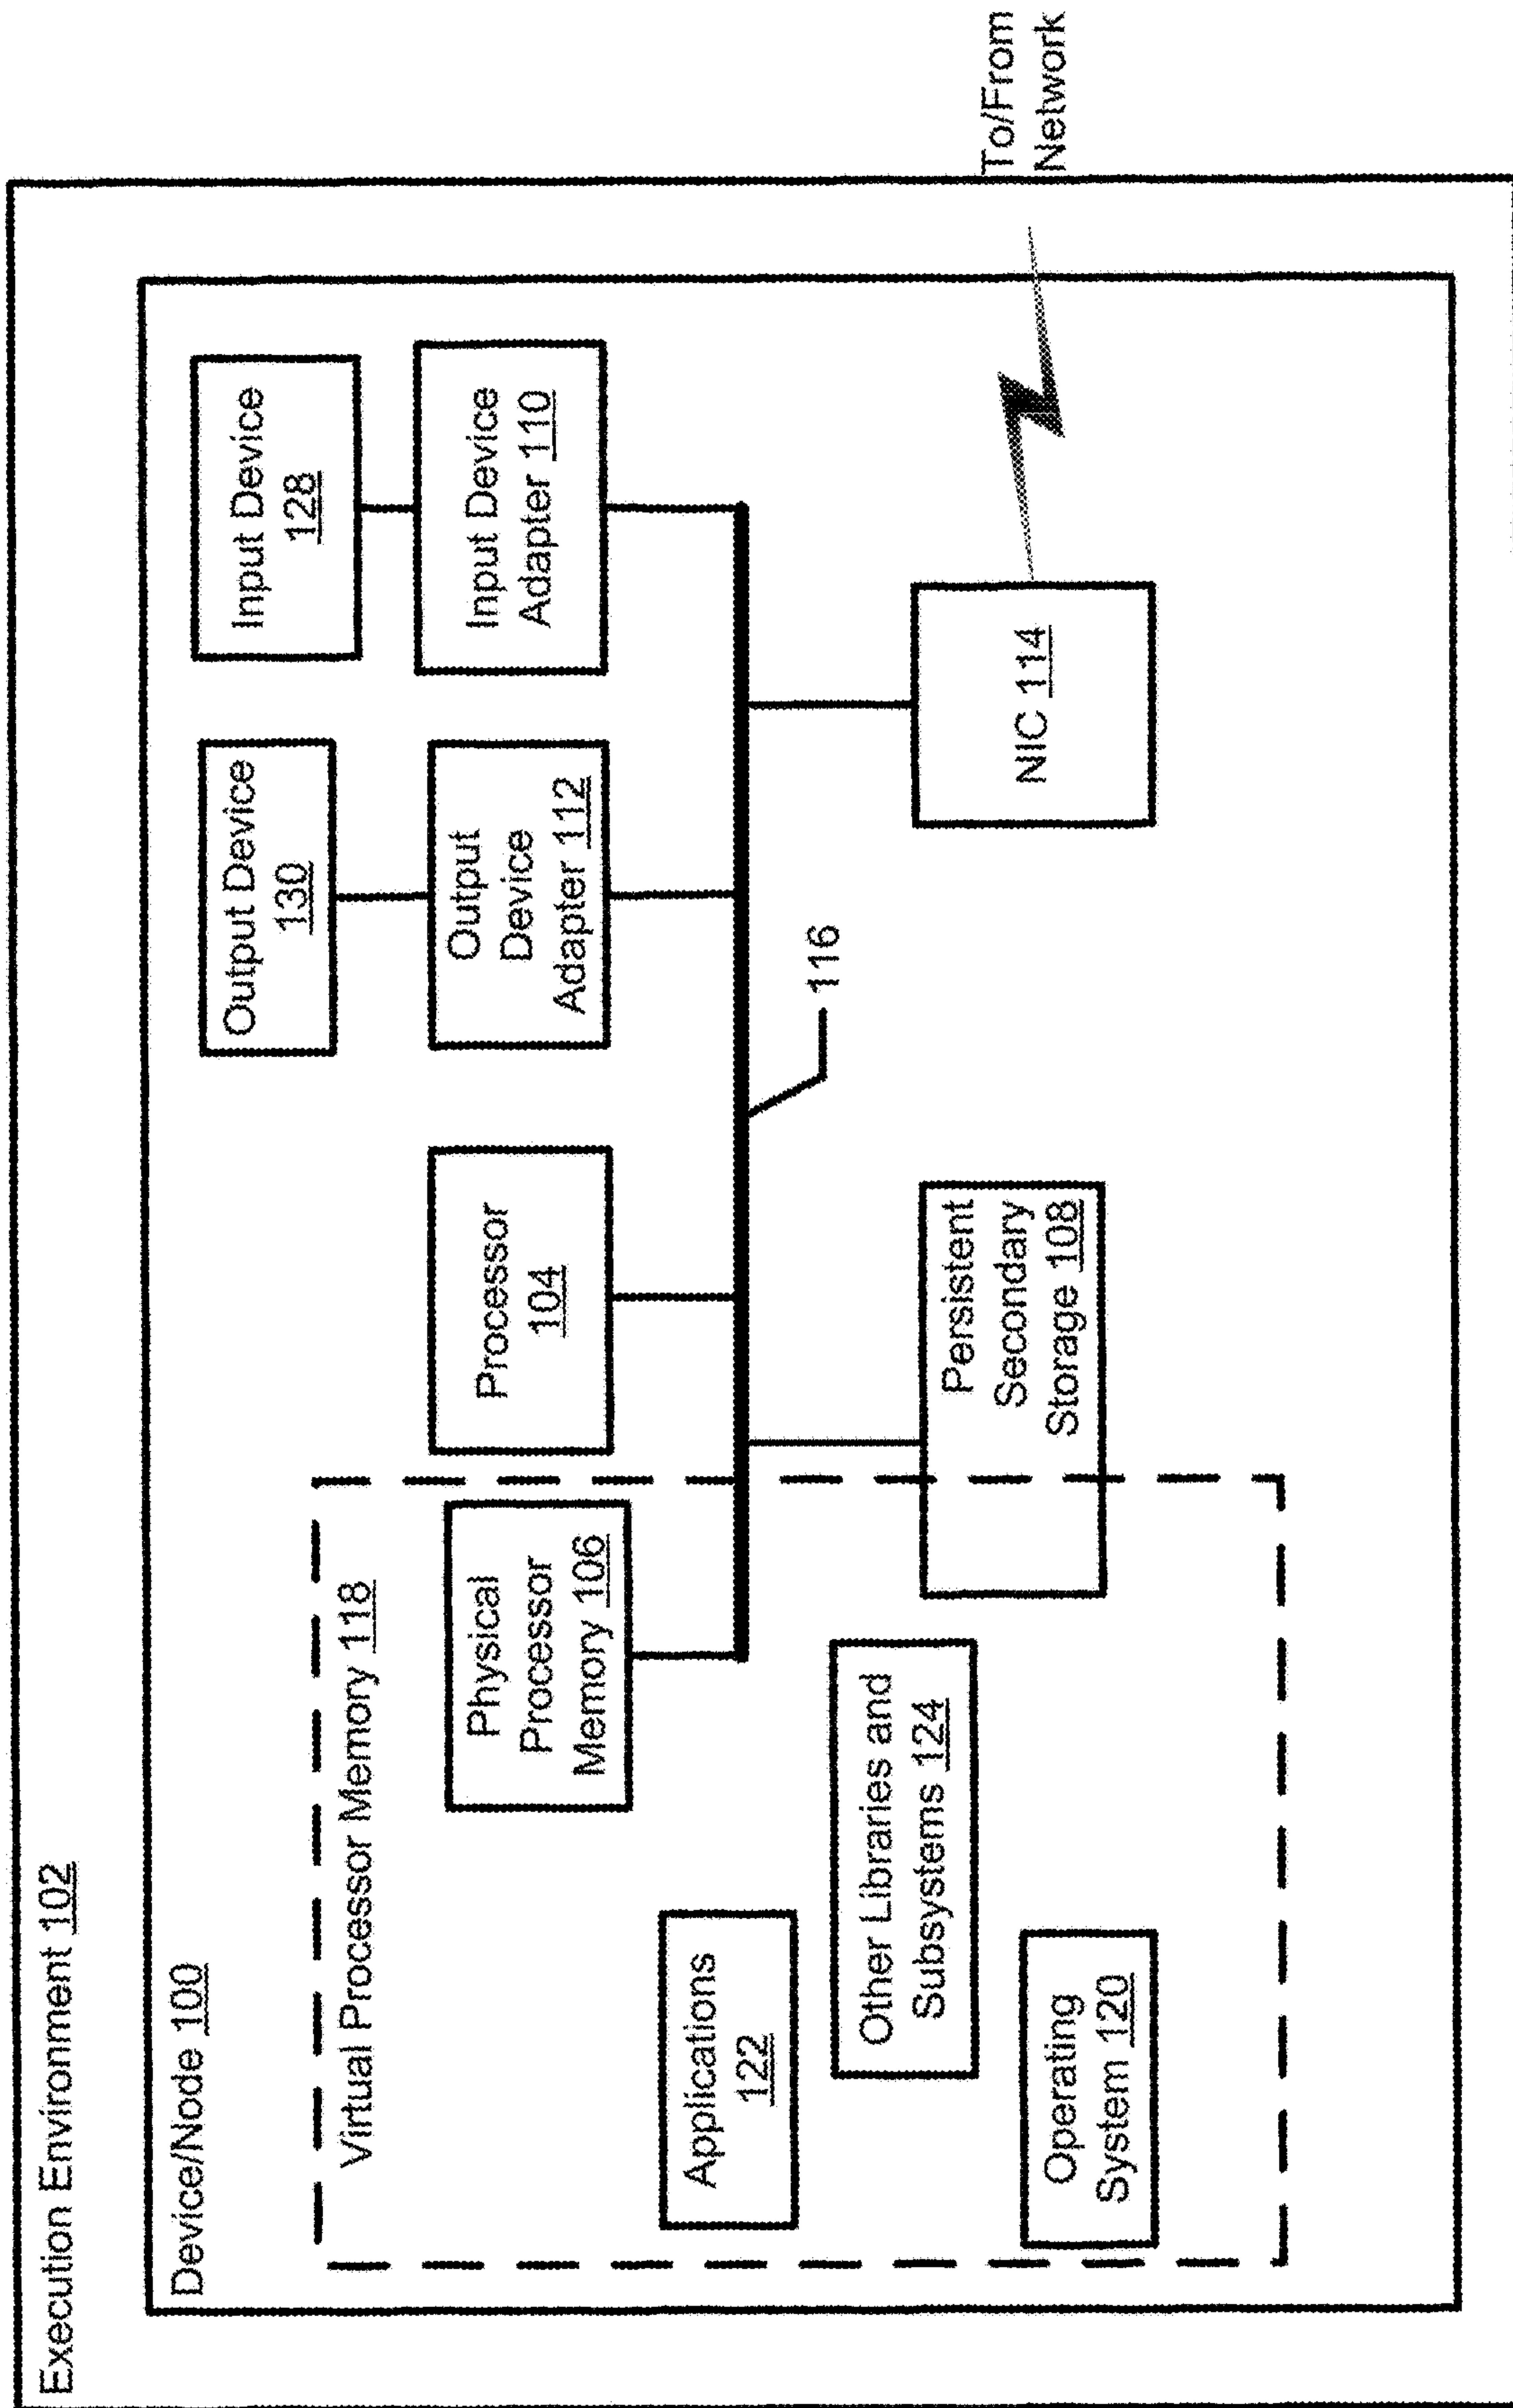 Execution Environment 102
Device/Node 100
Virtual Processor Memory 118
Physical
Processor
Memory 106
Processor
104
Output Device
130
Output
Device
Adapter 112
Input Device
128
Input Device
Adapter 110
Applications
122
Other Libraries and
Subsystems 124
Operating
System 120
Persistent
Secondary
Storage 108
116
NIC 114
To/From
Network